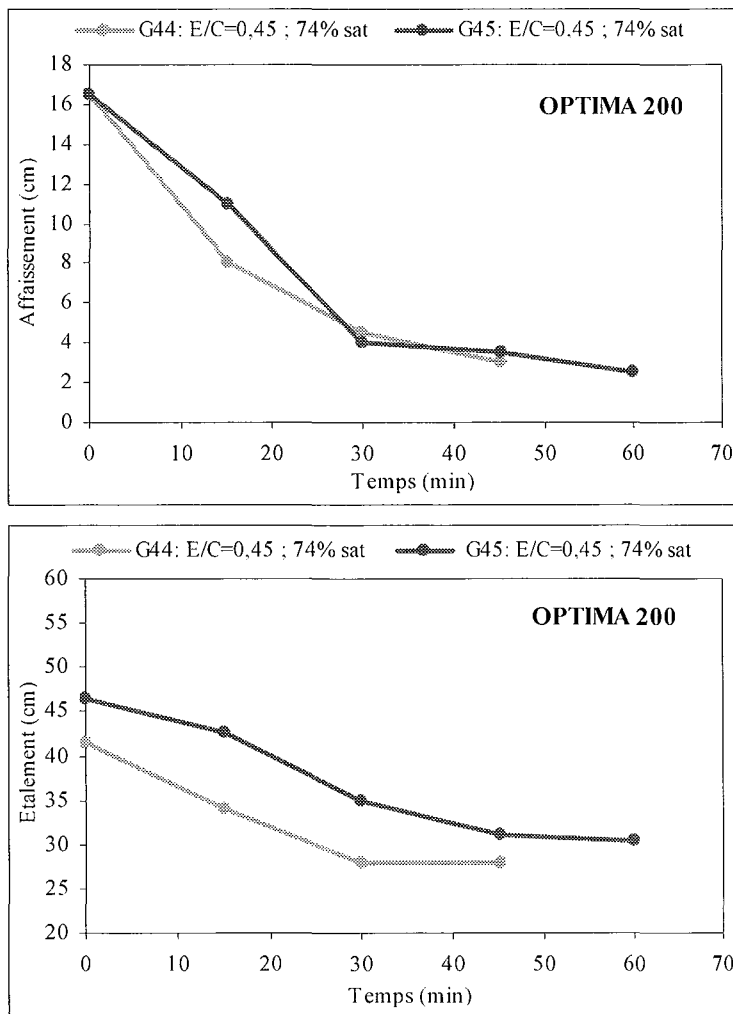 G44: E/C=0,45 ; 74% sat G45: E/C=0,45 ; 74% sat
OPTIMA 200
18
16
14
12
10
8
6
4
2
0
Affaissement (cm)
0 10 20 30 40 50 60 70
Temps (min)
G44: E/C=0,45 ; 74% sat G45: E/C=0,45 ; 74% sat
OPTIMA 200
60
55
50
45
40
35
30
25
20
Etalement (cm)
0 10 20 30 40 50 60 70
Temps (min)